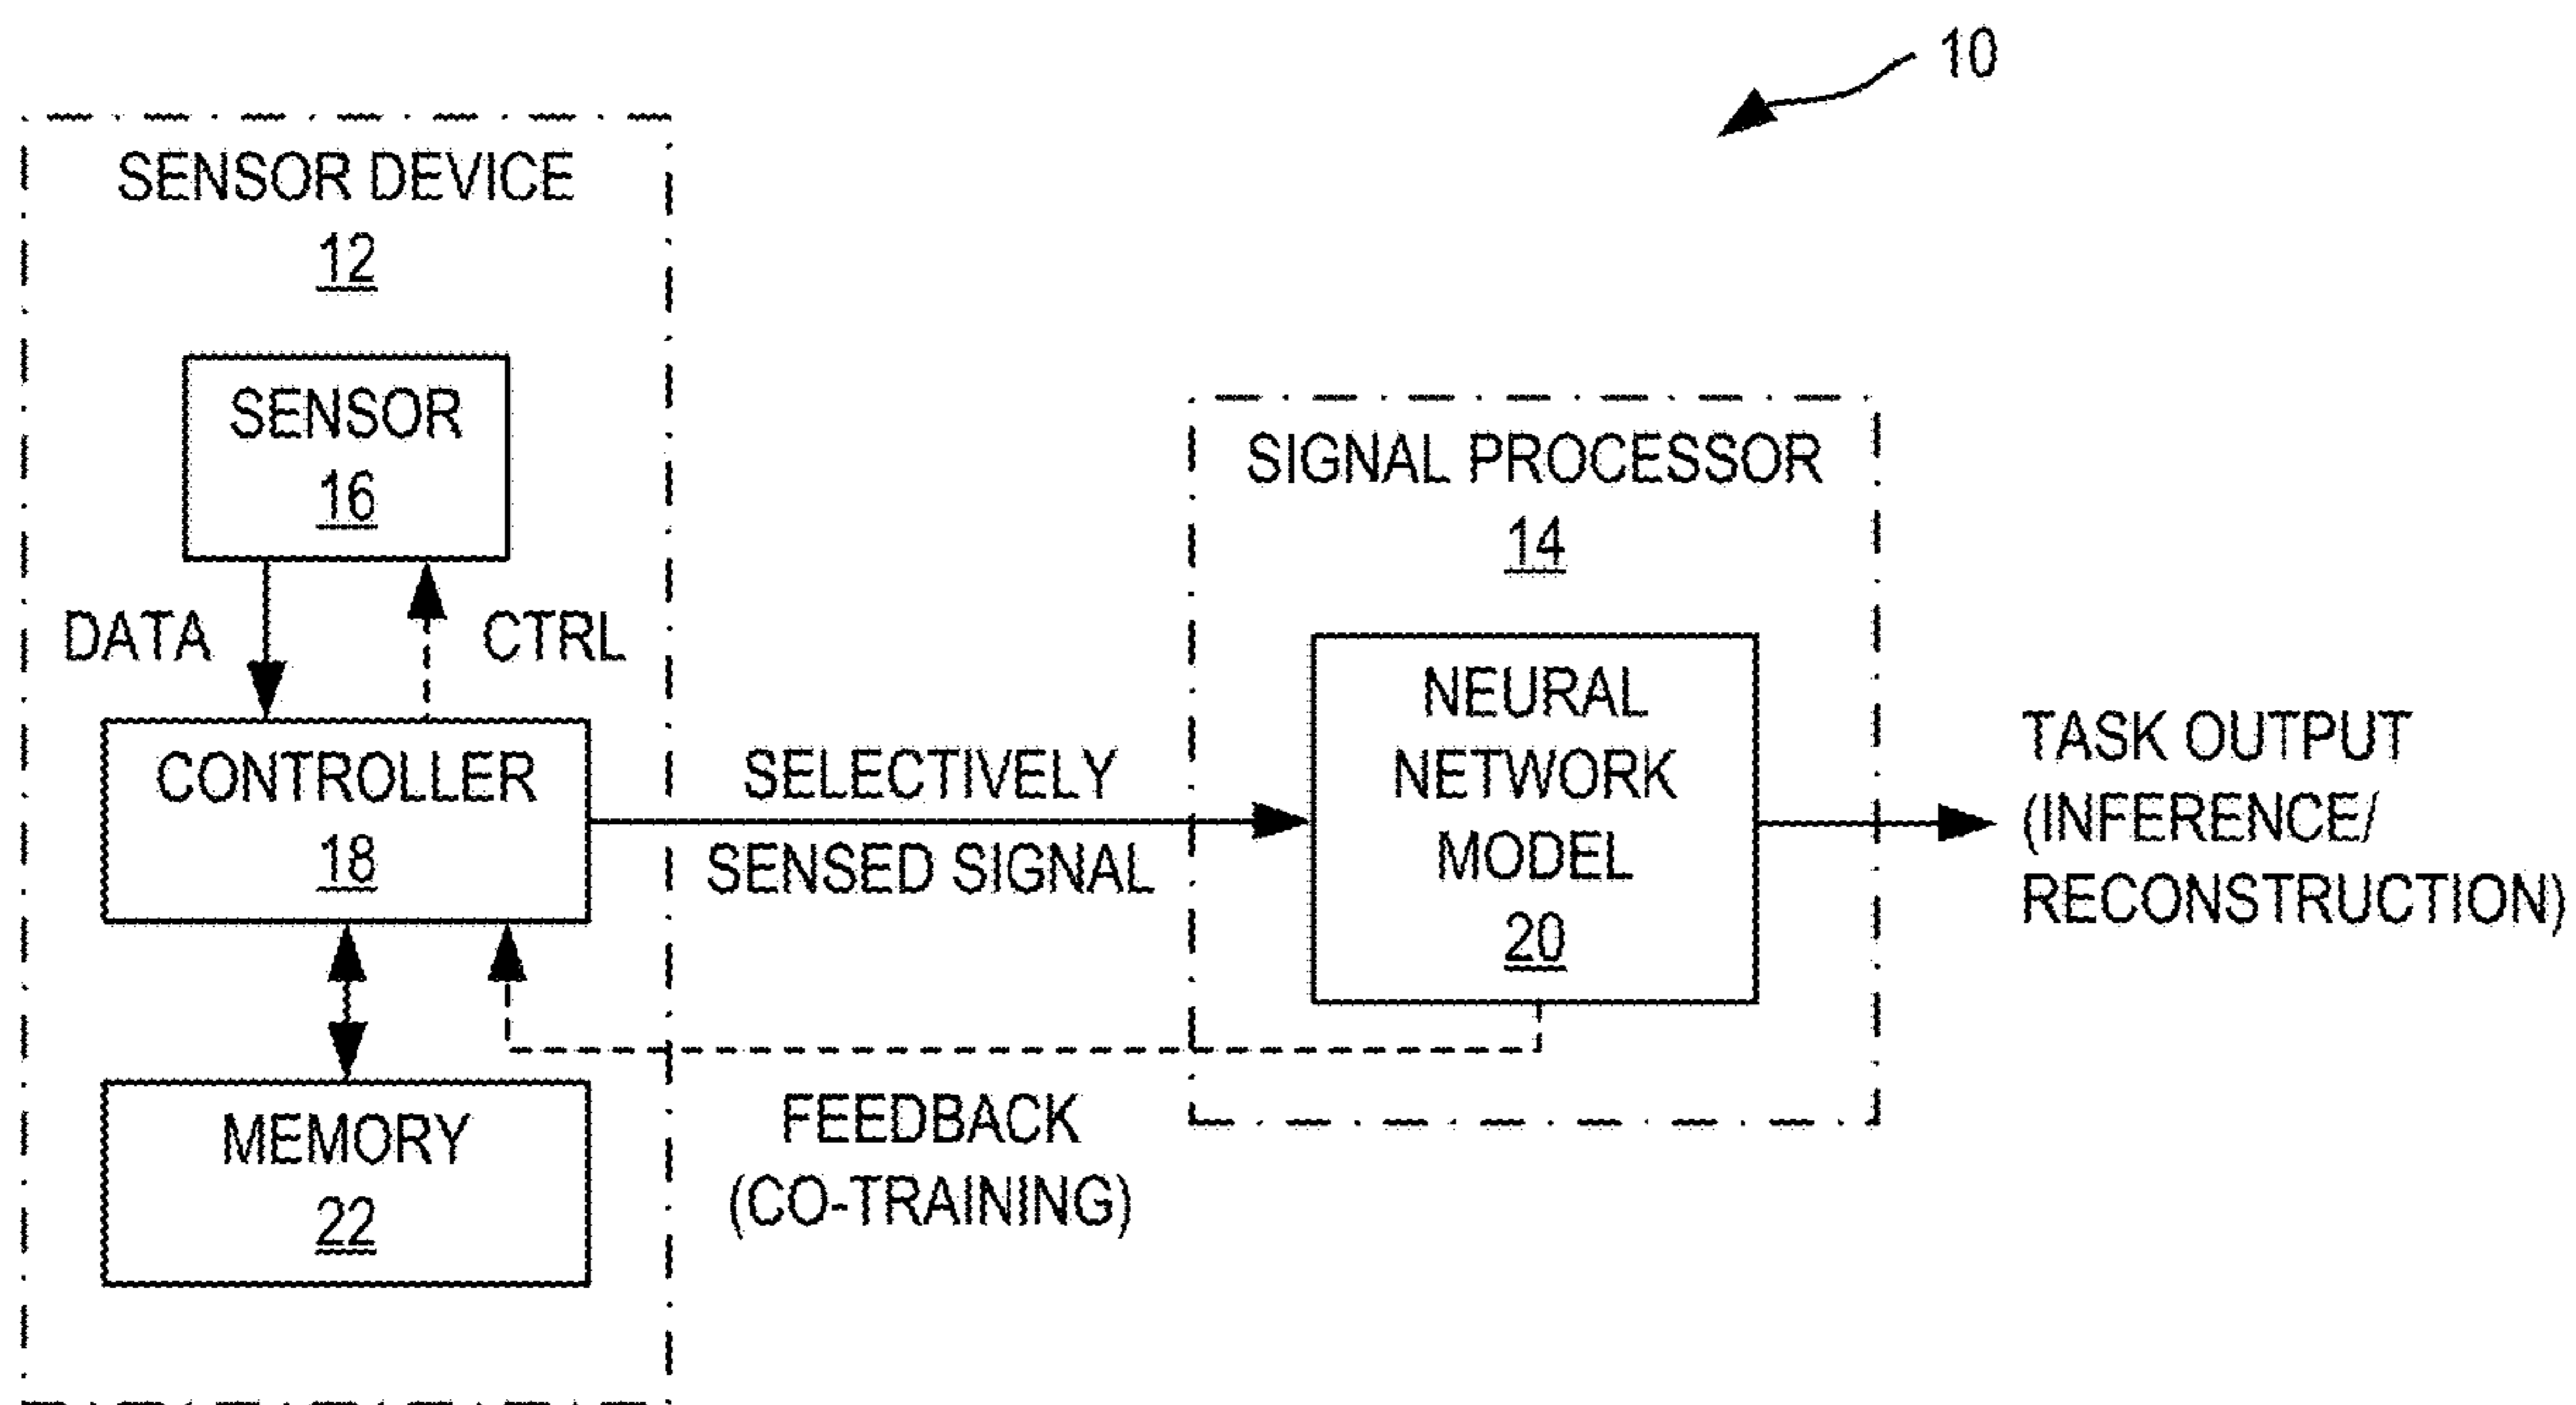 10
SENSOR DEVICE
12
SENSOR
16
DATA
CTRL
CONTROLLER
18
MEMORY
22
SELECTIVELY
SENSED SIGNAL
FEEDBACK
(CO-TRAINING)
SIGNAL PROCESSOR
14
NEURAL
NETWORK
MODEL
20
TASK OUTPUT
(INFERENCE/
RECONSTRUCTION)